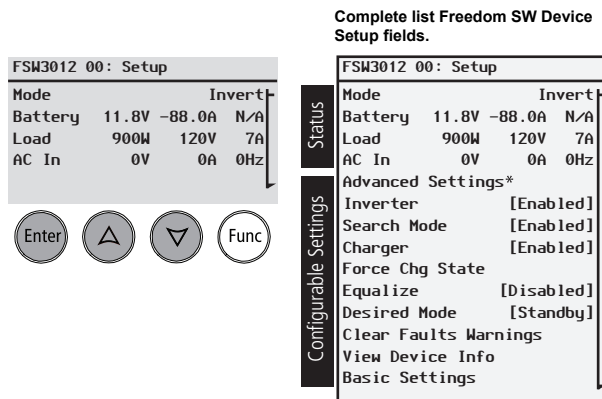 Complete list Freedom SW Device
Setup fields.
FSW3012 00: Setup
Mode Invert
Battery 11.8V -88.0A N/A
Load 900W 120V 7A
AC In 0V 0A 0Hz
Enter
Func
Status
Configurable Settings
FSW3012 00: Setup
Mode Invert
Battery 11.8V -88.0A N/A
Load 900W 120V 7A
AC In 0V 0A 0Hz
Advanced Settings*
Inverter [Enabled]
Search Mode [Enabled]
Charger [Enabled]
Force Chg State
Equalize [Disabled]
Desired Mode [Standby]
Clear Faults Warnings
View Device Info
Basic Settings